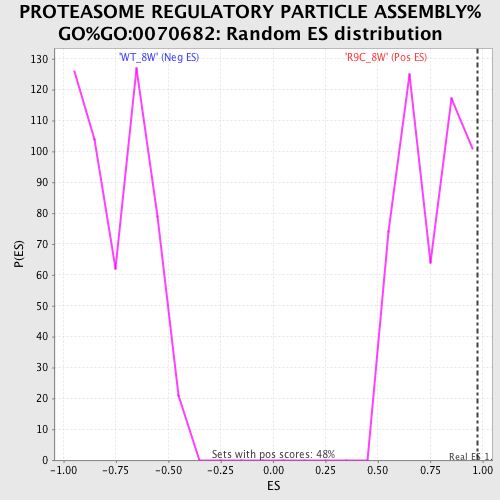 PROTEASOME REGULATORY PARTICLE ASSEMBLY%
GO%GO:0070682: Random ES distribution
'WT_8W' (Neg ES)
'R9C_8W' (Pos ES)
130
120
110
100
90
80
70
60
50
40
30
20
10
0
P(ES)
Sets with pos scores: 48%
Real ES 1.
-1.00
-0.75
-0.50
-0.25
0.00
0.25
0.50
0.75
1.00
ES